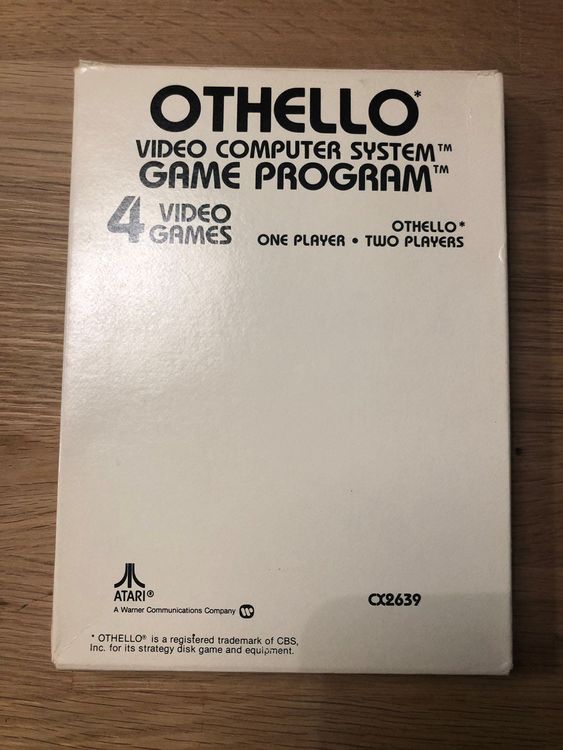 OTHELLO*
VIDEO COMPUTER SYSTEM™
GAME PROGRAM™
4 VIDEO GAMES
OTHELLO*
ONE PLAYER • TWO PLAYERS
ATARI®
A Warner Communications Company
CX2639
* OTHELLO® is a registered trademark of CBS,
Inc. for its strategy disk game and equipment.